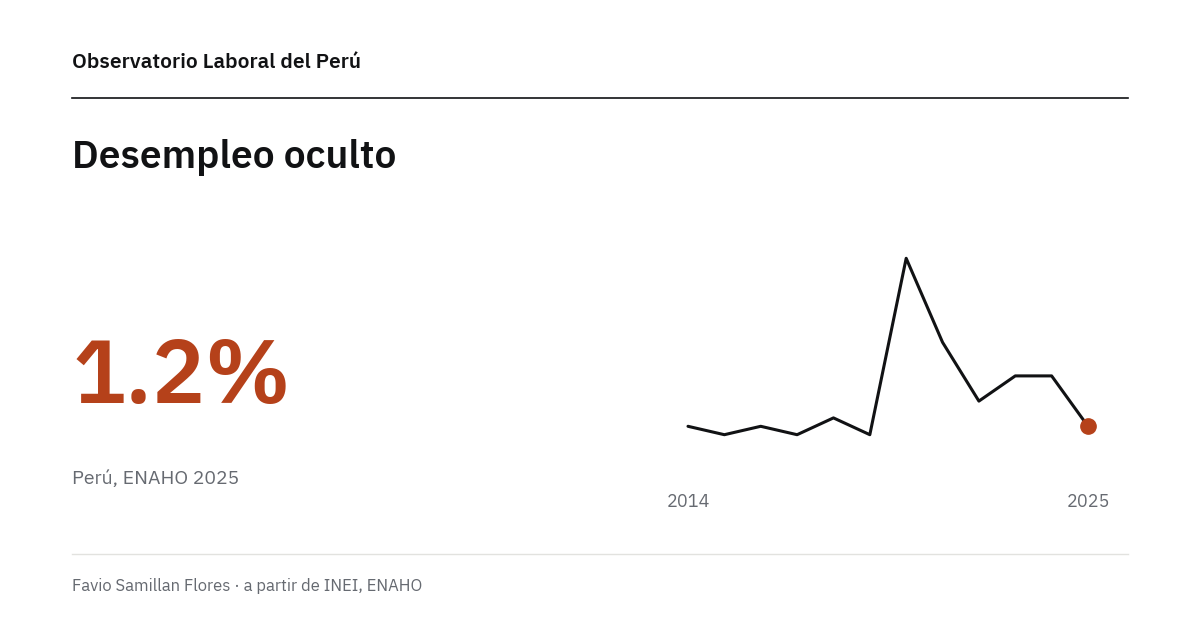 Observatorio Laboral del Perú
Desempleo oculto
1.2%
Perú, ENAHO 2025
2014
2025
Favio Samillan Flores · a partir de INEI, ENAHO